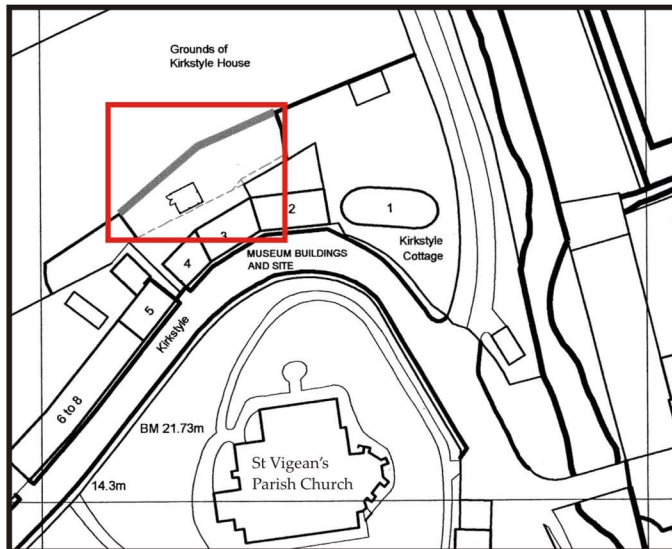 Grounds of
Kirkstyle House
1
2
Kirkstyle
Cottage
3
MUSEUM BUILDINGS
AND SITE
4
5
Kirkstyle
6 to 8
BM 21.73m
St Vigean's
Parish Church
14.3m